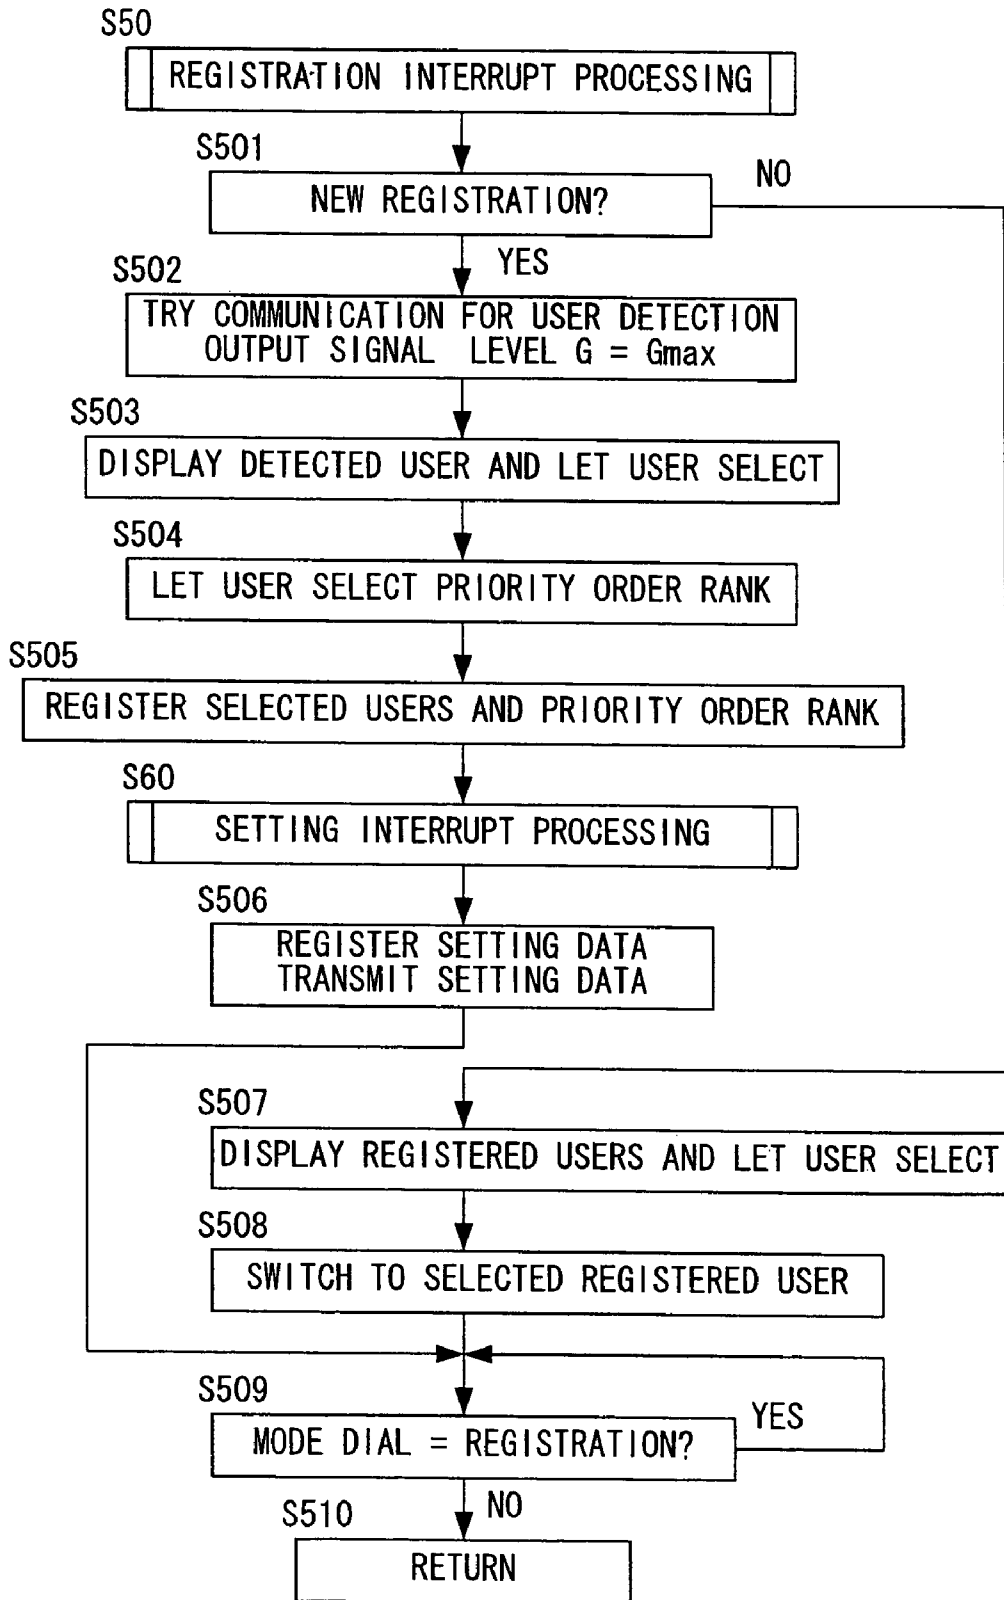 S50
REGISTRATION INTERRUPT PROCESSING
S501
NEW REGISTRATION?
NO
YES
S502
TRY COMMUNICATION FOR USER DETECTION
OUTPUT SIGNAL LEVEL G = Gmax
S503
DISPLAY DETECTED USER AND LET USER SELECT
S504
LET USER SELECT PRIORITY ORDER RANK
S505
REGISTER SELECTED USERS AND PRIORITY ORDER RANK
S60
SETTING INTERRUPT PROCESSING
S506
REGISTER SETTING DATA
TRANSMIT SETTING DATA
S507
DISPLAY REGISTERED USERS AND LET USER SELECT
S508
SWITCH TO SELECTED REGISTERED USER
S509
MODE DIAL = REGISTRATION?
YES
NO
S510
RETURN